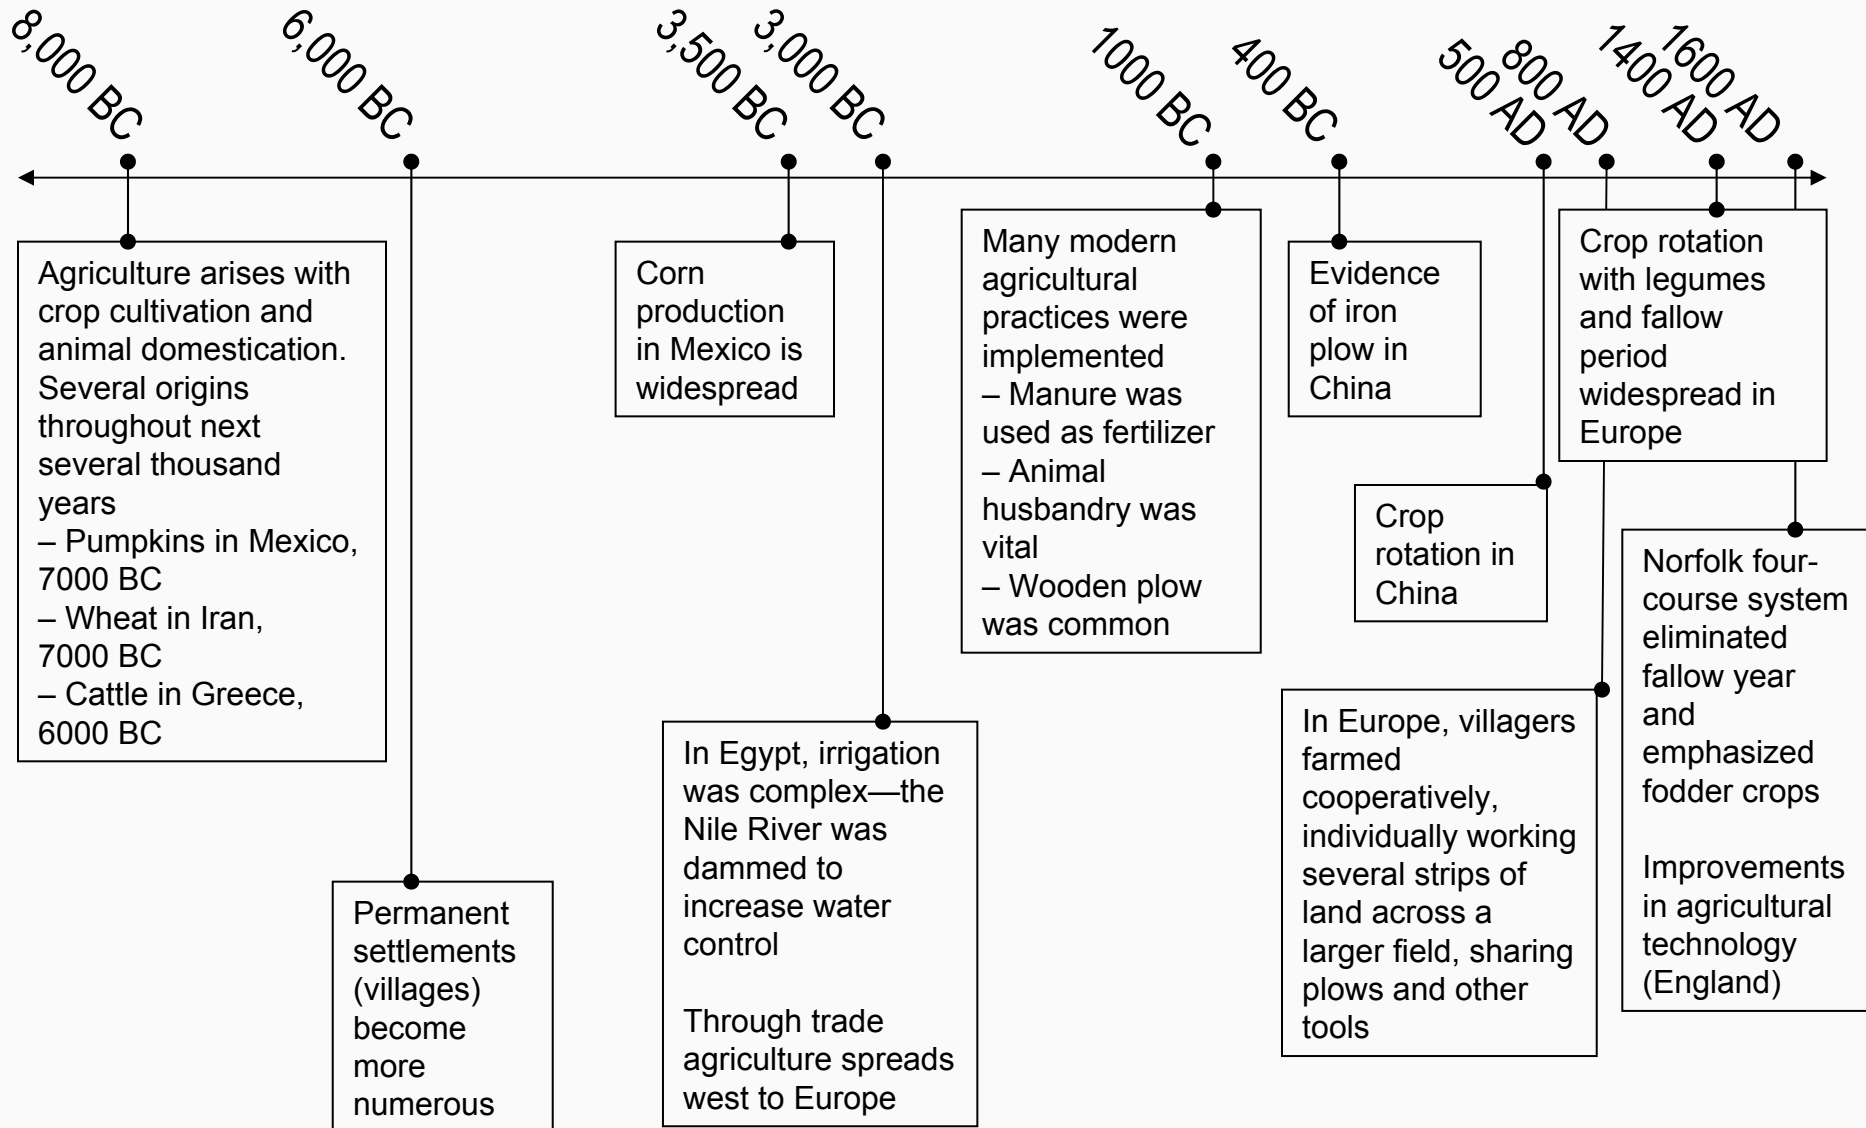 8,000 BC
6,000 BC
3,500 BC
3,000 BC
1000 BC
400 BC
500 AD
800 AD
1400 AD
1600 AD
Agriculture arises with
crop cultivation and
animal domestication.
Several origins
throughout next
several thousand
years
– Pumpkins in Mexico,
7000 BC
– Wheat in Iran,
7000 BC
– Cattle in Greece,
6000 BC
Permanent
settlements
(villages)
become
more
numerous
Corn
production
in Mexico is
widespread
In Egypt, irrigation
was complex—the
Nile River was
dammed to
increase water
control
Through trade
agriculture spreads
west to Europe
Many modern
agricultural
practices were
implemented
– Manure was
used as fertilizer
– Animal
husbandry was
vital
– Wooden plow
was common
Evidence
of iron
plow in
China
Crop
rotation in
China
In Europe, villagers
farmed
cooperatively,
individually working
several strips of
land across a
larger field, sharing
plows and other
tools
Crop rotation
with legumes
and fallow
period
widespread in
Europe
Norfolk four-
course system
eliminated
fallow year
and
emphasized
fodder crops
Improvements
in agricultural
technology
(England)